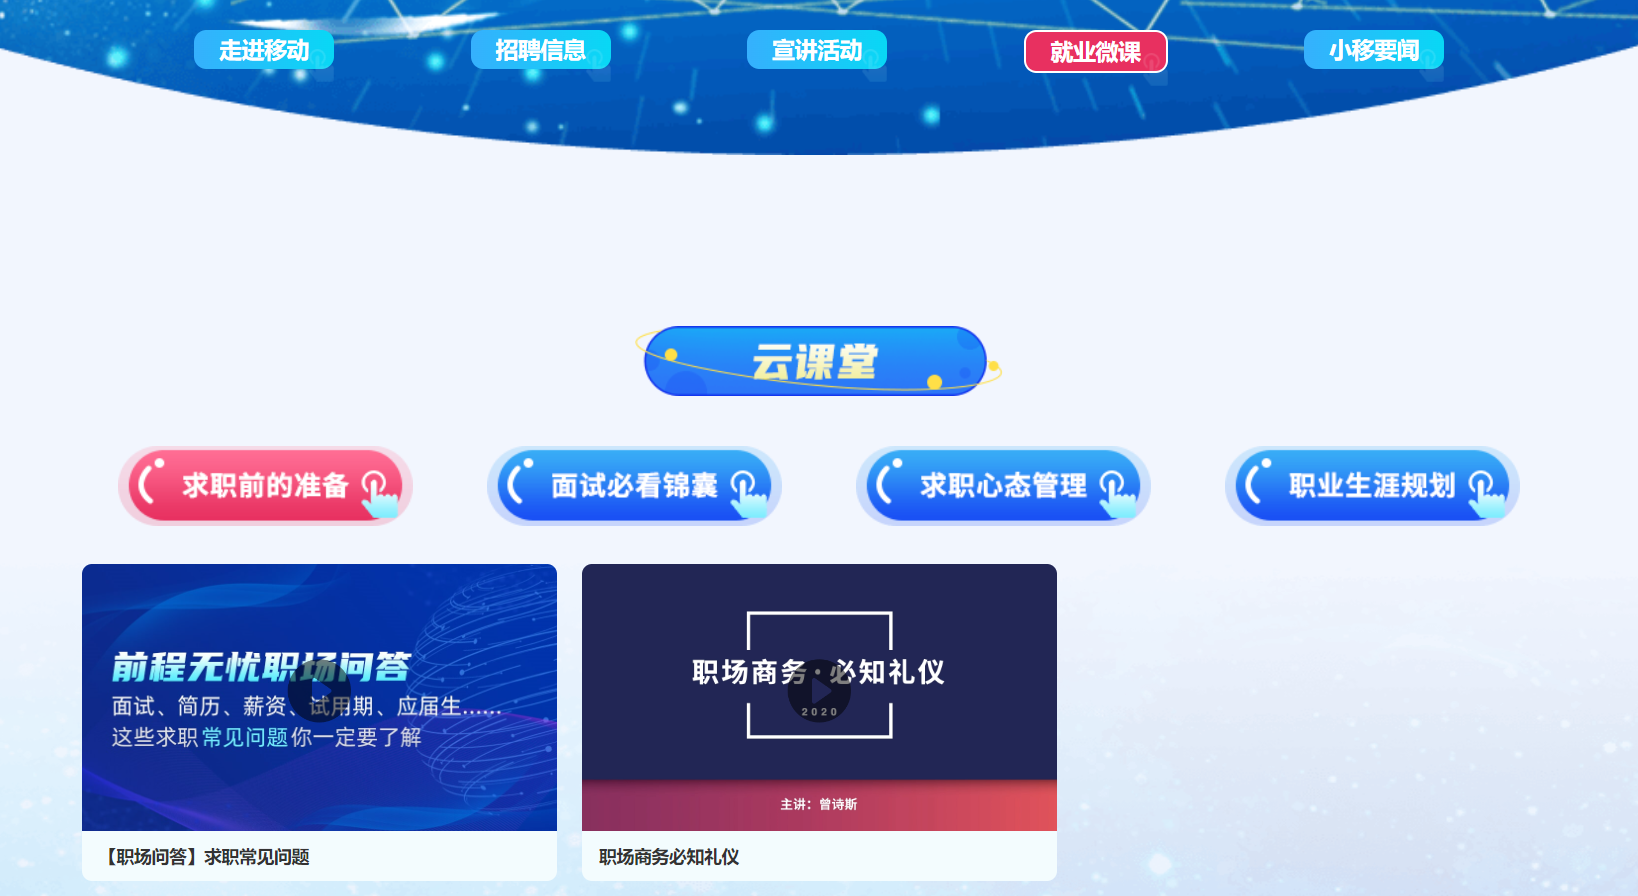 走进移动
招聘信息
宣讲活动
就业微课
小移要闻
云课堂
求职前的准备
面试必看锦囊
求职心态管理
职业生涯规划
前程无忧职场问答
面试、简历、薪资、试用期、应届生……
这些求职常见问题你一定要了解
【职场问答】求职常见问题
职场商务·必知礼仪
2020
主讲：曾诗斯
职场商务必知礼仪